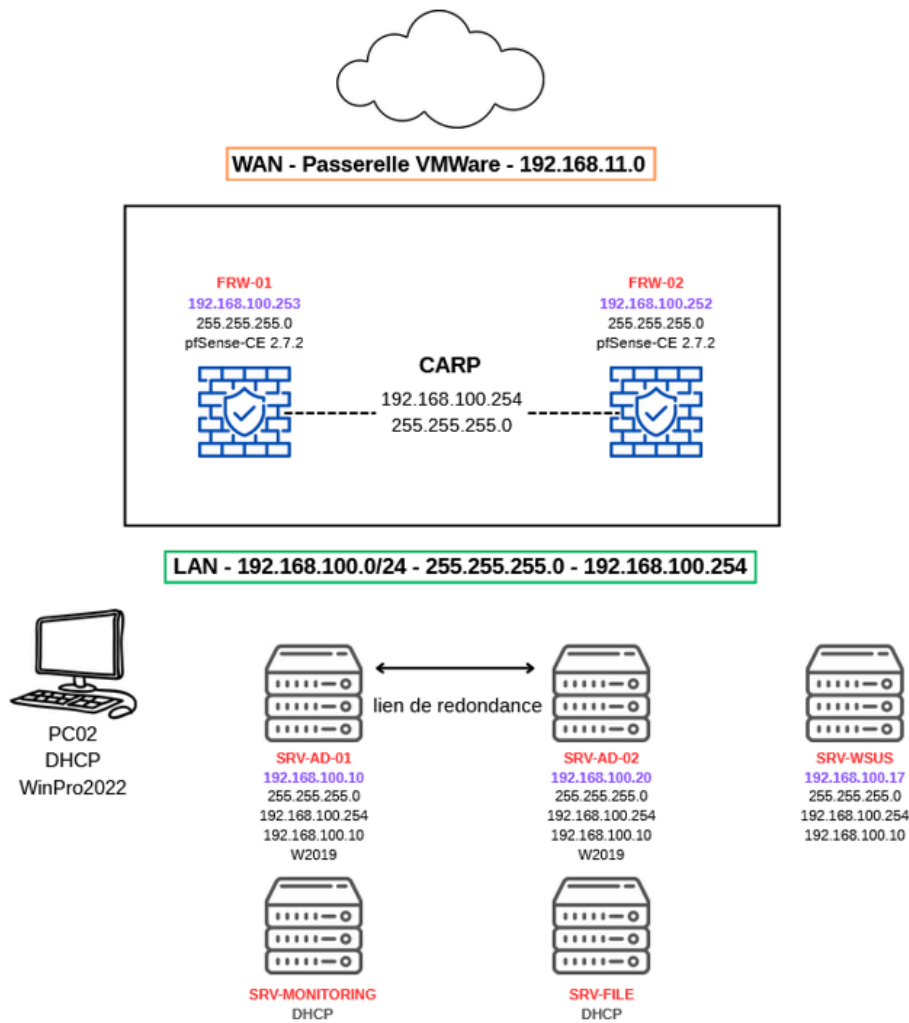 WAN - Passerelle VMWare - 192.168.11.0
FRW-01
192.168.100.253
255.255.255.0
pfSense-CE 2.7.2
FRW-02
192.168.100.252
255.255.255.0
pfSense-CE 2.7.2
CARP
192.168.100.254
255.255.255.0
LAN - 192.168.100.0/24 - 255.255.255.0 - 192.168.100.254
PC02
DHCP
WinPro2022
lien de redondance
SRV-AD-01
192.168.100.10
255.255.255.0
192.168.100.254
192.168.100.10
W2019
SRV-AD-02
192.168.100.20
255.255.255.0
192.168.100.254
192.168.100.10
W2019
SRV-WSUS
192.168.100.17
255.255.255.0
192.168.100.254
192.168.100.10
SRV-MONITORING
DHCP
SRV-FILE
DHCP